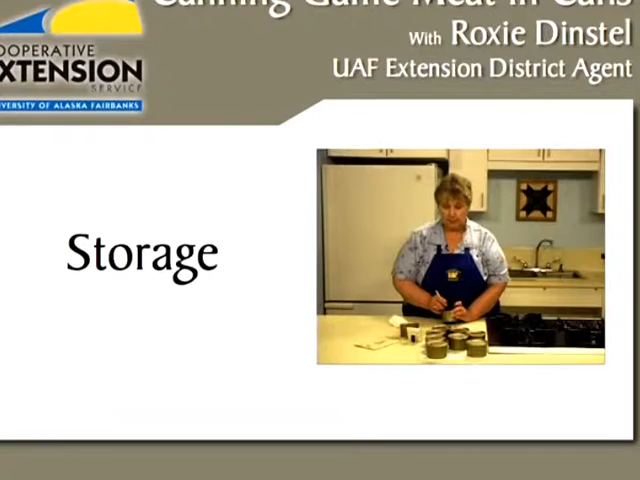 Canning Game Meat in Cans
With Roxie Dinstel
UAF Extension District Agent
OOPERATIVE
XTENSION
SERVICE
IVERSITY OF ALASKA FAIRBANKS
Storage